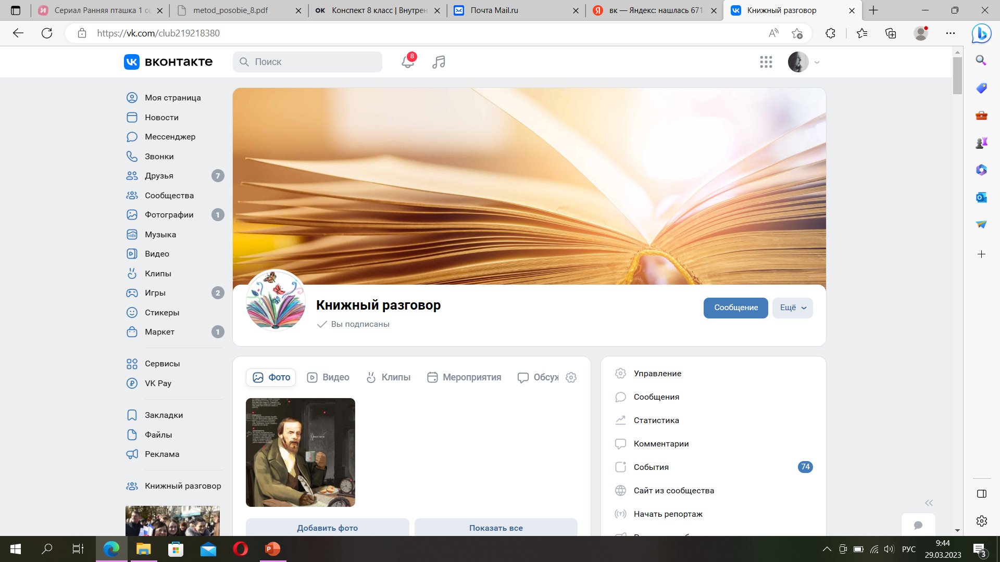 Сериал Ранняя пташка 1 се
metod_posobie_8.pdf
Конспект 8 класс | Внутрен
Почта Mail.ru
вк — Яндекс: нашлась 671
Книжный разговор
https://vk.com/club219218380
вконтакте
Поиск
8
Моя страница
Новости
Мессенджер
Звонки
Друзья 7
Сообщества
Фотографии 1
Музыка
Видео
Клипы
Игры 2
Стикеры
Маркет 1
Сервисы
VK Pay
Закладки
Файлы
Реклама
Книжный разговор
Книжный разговор
Вы подписаны
Сообщение
Ещё
Фото Видео Клипы Мероприятия Обсуж
Добавить фото
Показать все
Управление
Сообщения
Статистика
Комментарии
События 74
Сайт из сообщества
Начать репортаж
РУС
9:44
29.03.2023
3